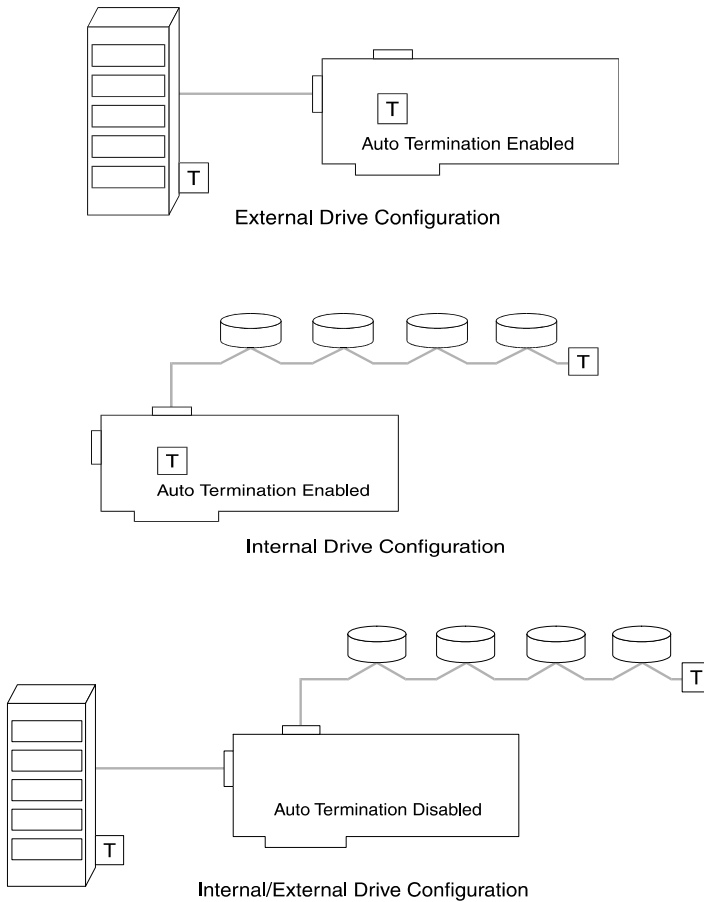 T
Auto Termination Enabled
T
External Drive Configuration
T
T
Auto Termination Enabled
Internal Drive Configuration
T
Auto Termination Disabled
T
Internal/External Drive Configuration